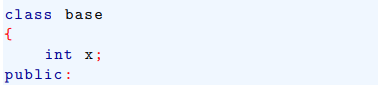 class base
{
    int x;
public: